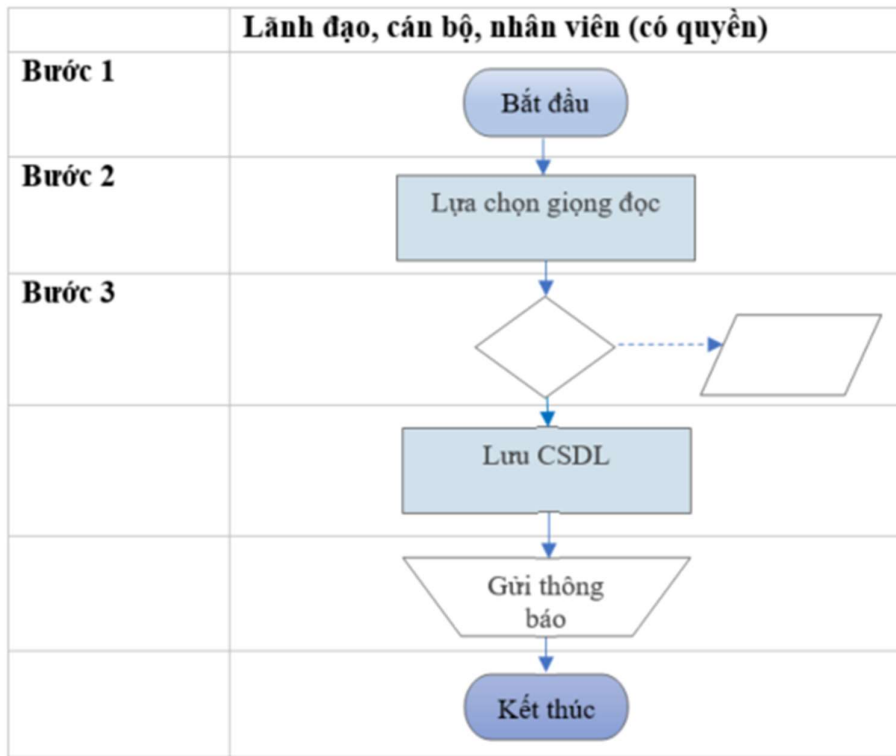 Lãnh đạo, cán bộ, nhân viên (có quyền)
Bước 1
Bắt đầu
Bước 2
Lựa chọn giọng đọc
Bước 3
Lưu CSDL
Gửi thông
báo
Kết thúc